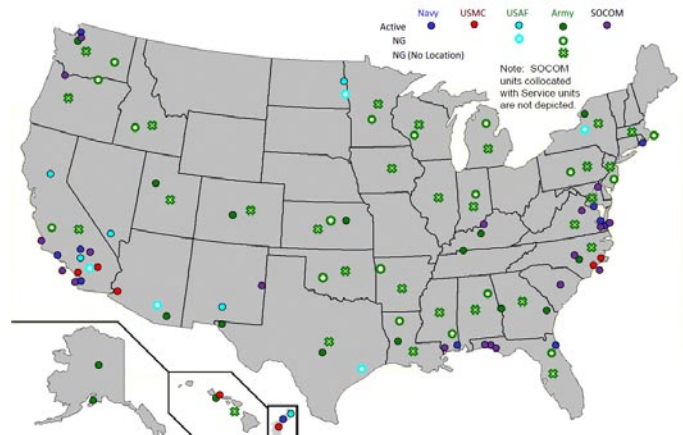 Navy USMC USAF Army SOCOM
Active
NG
NG (No Location)
Note: SOCOM
units collocated
with Service units
are not depicted.